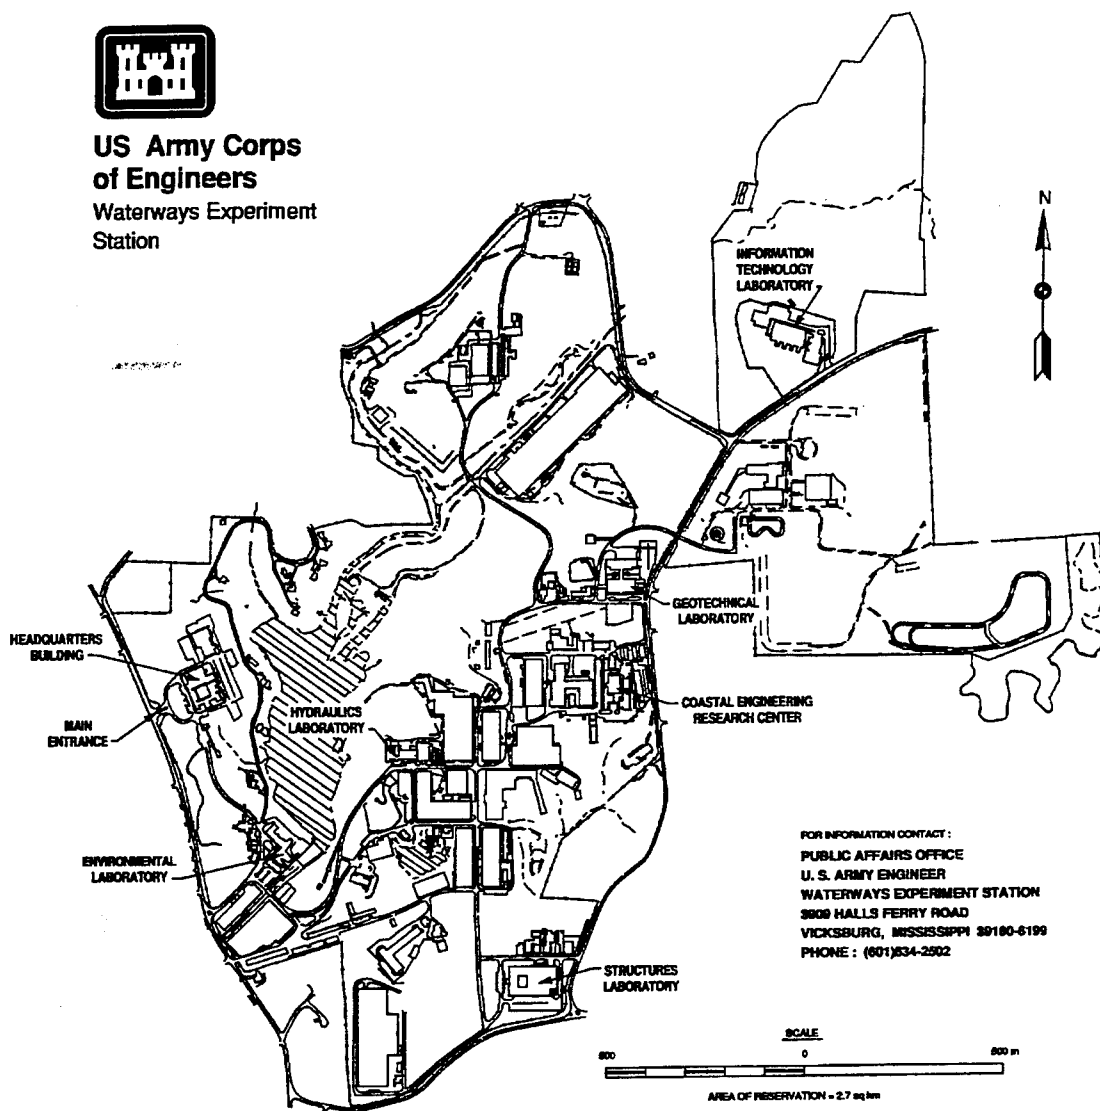 US Army Corps
of Engineers
Waterways Experiment
Station
N
INFORMATION
TECHNOLOGY
LABORATORY
GEOTECHNICAL
LABORATORY
HEADQUARTERS
BUILDING
MAIN
ENTRANCE
HYDRAULICS
LABORATORY
COASTAL ENGINEERING
RESEARCH CENTER
ENVIRONMENTAL
LABORATORY
STRUCTURES
LABORATORY
FOR INFORMATION CONTACT :
PUBLIC AFFAIRS OFFICE
U. S. ARMY ENGINEER
WATERWAYS EXPERIMENT STATION
3909 HALLS FERRY ROAD
VICKSBURG, MISSISSIPPI 39180-6199
PHONE : (601)634-2502
SCALE
500 0 500 m
AREA OF RESERVATION = 2.7 sq km